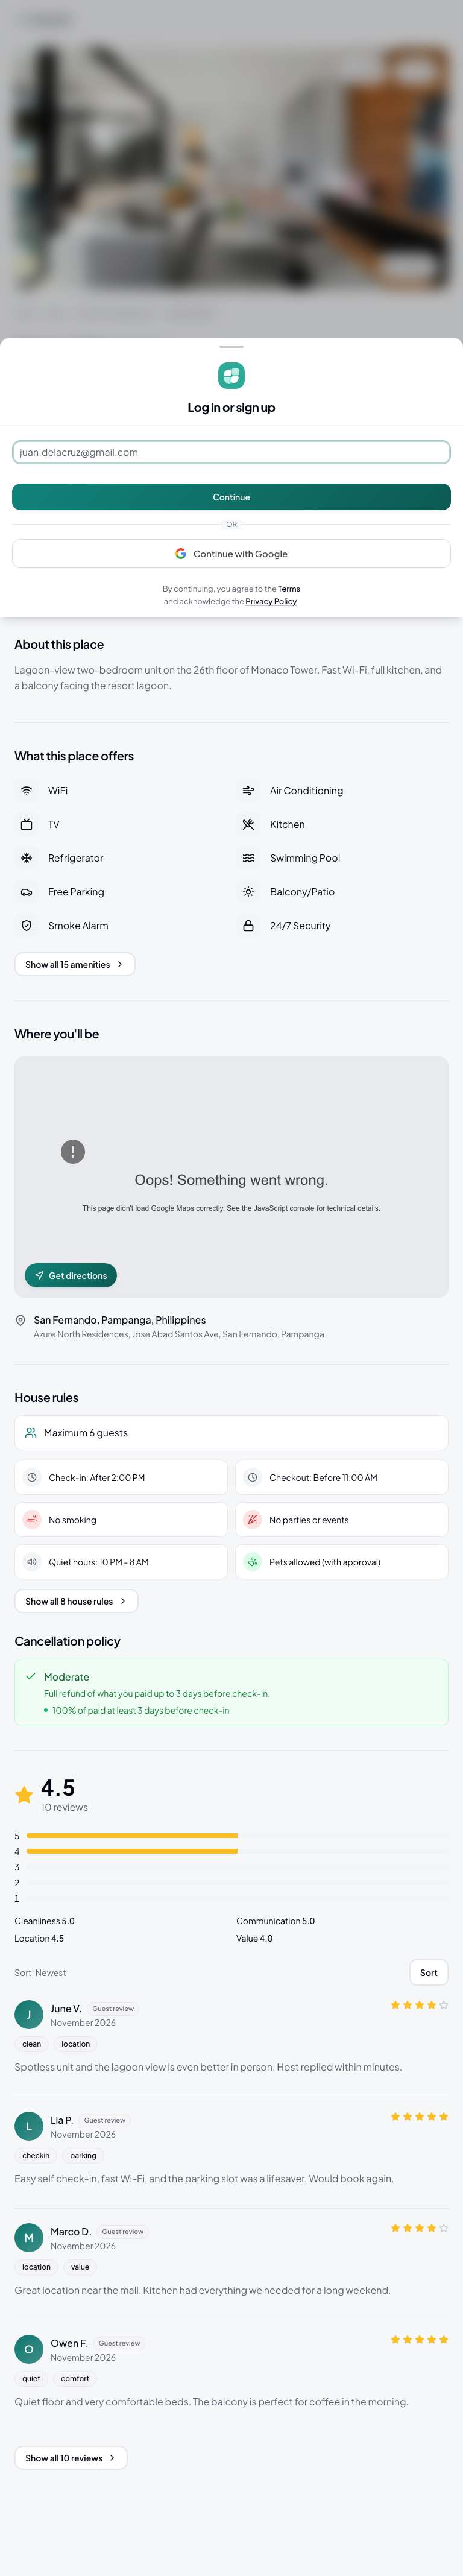 Log in or sign up
juan.delacruz@gmail.com
Continue
OR
Continue with Google
By continuing, you agree to the Terms
and acknowledge the Privacy Policy.
About this place
Lagoon-view two-bedroom unit on the 26th floor of Monaco Tower. Fast Wi-Fi, full kitchen, and
a balcony facing the resort lagoon.
What this place offers
WiFi
Air Conditioning
TV
Kitchen
Refrigerator
Swimming Pool
Free Parking
Balcony/Patio
Smoke Alarm
24/7 Security
Show all 15 amenities
Where you'll be
Oops! Something went wrong.
This page didn't load Google Maps correctly. See the JavaScript console for technical details.
Get directions
San Fernando, Pampanga, Philippines
Azure North Residences, Jose Abad Santos Ave, San Fernando, Pampanga
House rules
Maximum 6 guests
Check-in: After 2:00 PM
Checkout: Before 11:00 AM
No smoking
No parties or events
Quiet hours: 10 PM - 8 AM
Pets allowed (with approval)
Show all 8 house rules
Cancellation policy
Moderate
Full refund of what you paid up to 3 days before check-in.
100% of paid at least 3 days before check-in
4.5
10 reviews
5
4
3
2
1
Cleanliness 5.0
Communication 5.0
Location 4.5
Value 4.0
Sort: Newest
Sort
J
June V. Guest review
November 2026
clean location
Spotless unit and the lagoon view is even better in person. Host replied within minutes.
L
Lia P. Guest review
November 2026
checkin parking
Easy self check-in, fast Wi-Fi, and the parking slot was a lifesaver. Would book again.
M
Marco D. Guest review
November 2026
location value
Great location near the mall. Kitchen had everything we needed for a long weekend.
O
Owen F. Guest review
November 2026
quiet comfort
Quiet floor and very comfortable beds. The balcony is perfect for coffee in the morning.
Show all 10 reviews